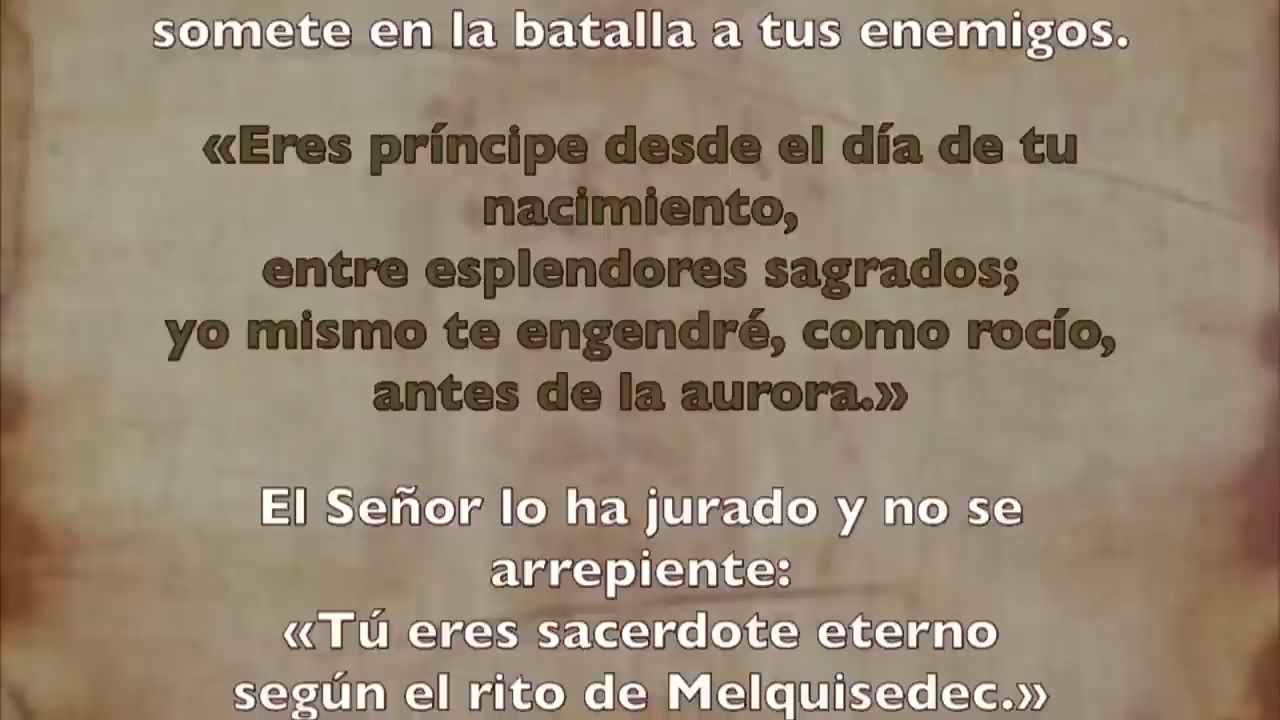 somete en la batalla a tus enemigos.
«Eres príncipe desde el día de tu
nacimiento,
entre esplendores sagrados;
yo mismo te engendré, como rocío,
antes de la aurora.»
El Señor lo ha jurado y no se
arrepiente:
«Tú eres sacerdote eterno
según el rito de Melquisedec.»